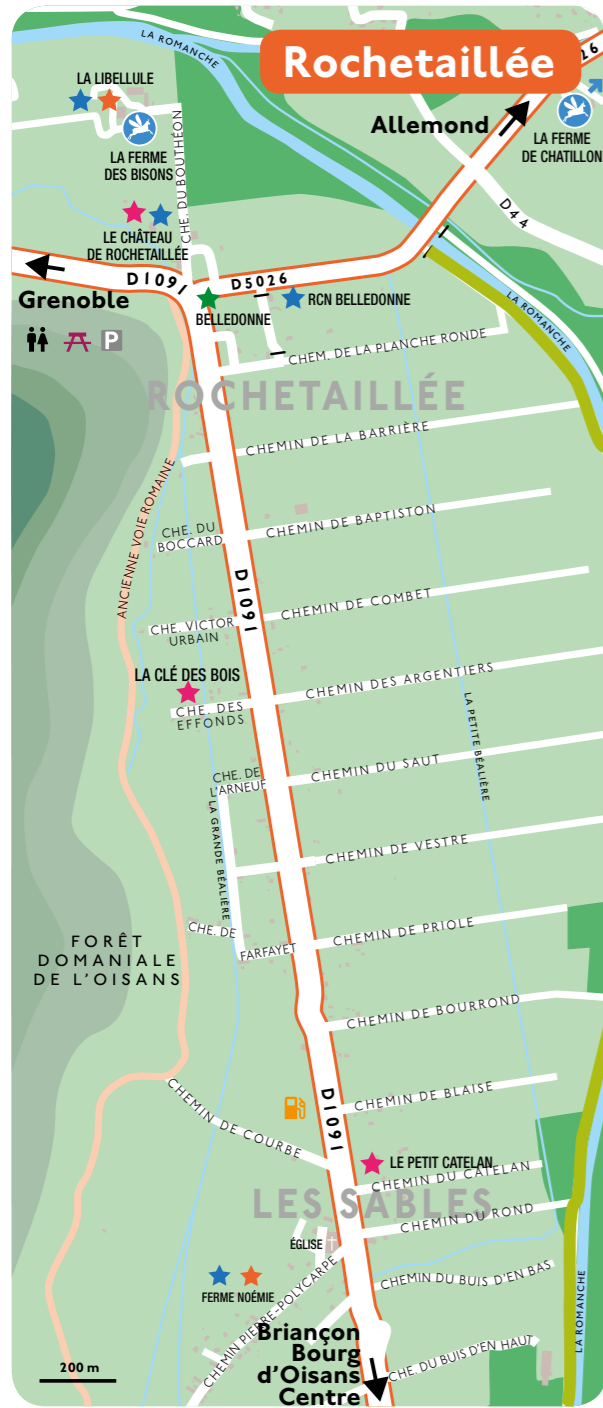 LA ROMANCHE
Rochetaillée
26
LA LIBELLULE
Allemond
LA FERME
DE CHATILLON
LA FERME
DES BISONS
CHE. DU BOUTHÉON
D44
LE CHÂTEAU
DE ROCHETAILLÉE
D1091
D5026
Grenoble
BELLEDONNE
RCN BELLEDONNE
LA ROMANCHE
P
CHEM. DE LA PLANCHE RONDE
ROCHETAILLÉE
CHEMIN DE LA BARRIÈRE
ANCIENNE VOIE ROMAINE
CHE. DU
BOCCARD
CHEMIN DE BAPTISTON
D1091
CHE. VICTOR
URBAIN
CHEMIN DE COMBET
LA CLÉ DES BOIS
CHE. DES
EFFONDS
CHEMIN DES ARGENTIERS
LA PETITE BÉALIÈRE
CHE. DE
L'ARNEUF
CHEMIN DU SAUT
LA GRANDE BÉALIÈRE
CHEMIN DE VESTRE
CHE. DE
FARFAYET
CHEMIN DE PRIOLE
FORÊT
DOMANIALE
DE L'OISANS
CHEMIN DE BOURROND
CHEMIN DE BLAISE
D1091
CHEMIN DE COURBE
LE PETIT CATELAN
CHEMIN DU CATELAN
LES SABLES
CHEMIN DU ROND
ÉGLISE
CHEMIN PIERRE-POLYCARPE
CHEMIN DU BUIS D'EN BAS
FERME NOÉMIE
LA ROMANCHE
Briançon
Bourg
d'Oisans
Centre
CHE. DU BUIS D'EN HAUT
200 m